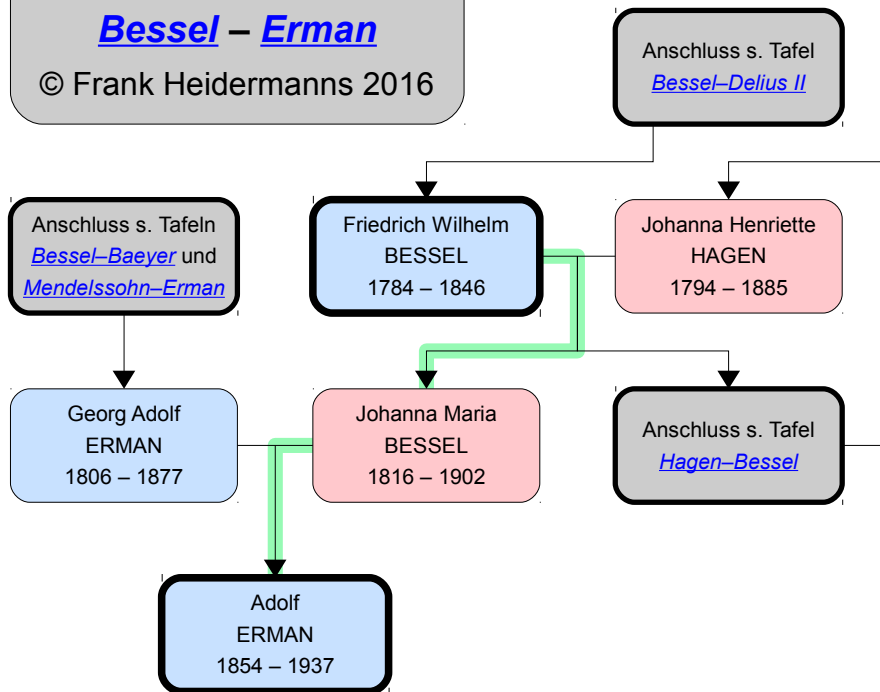 Bessel – Erman
© Frank Heidermanns 2016
Anschluss s. Tafel
Bessel–Delius II
Anschluss s. Tafeln
Bessel–Baeyer und
Mendelssohn–Erman
Friedrich Wilhelm
BESSEL
1784 – 1846
Johanna Henriette
HAGEN
1794 – 1885
Georg Adolf
ERMAN
1806 – 1877
Johanna Maria
BESSEL
1816 – 1902
Anschluss s. Tafel
Hagen–Bessel
Adolf
ERMAN
1854 – 1937